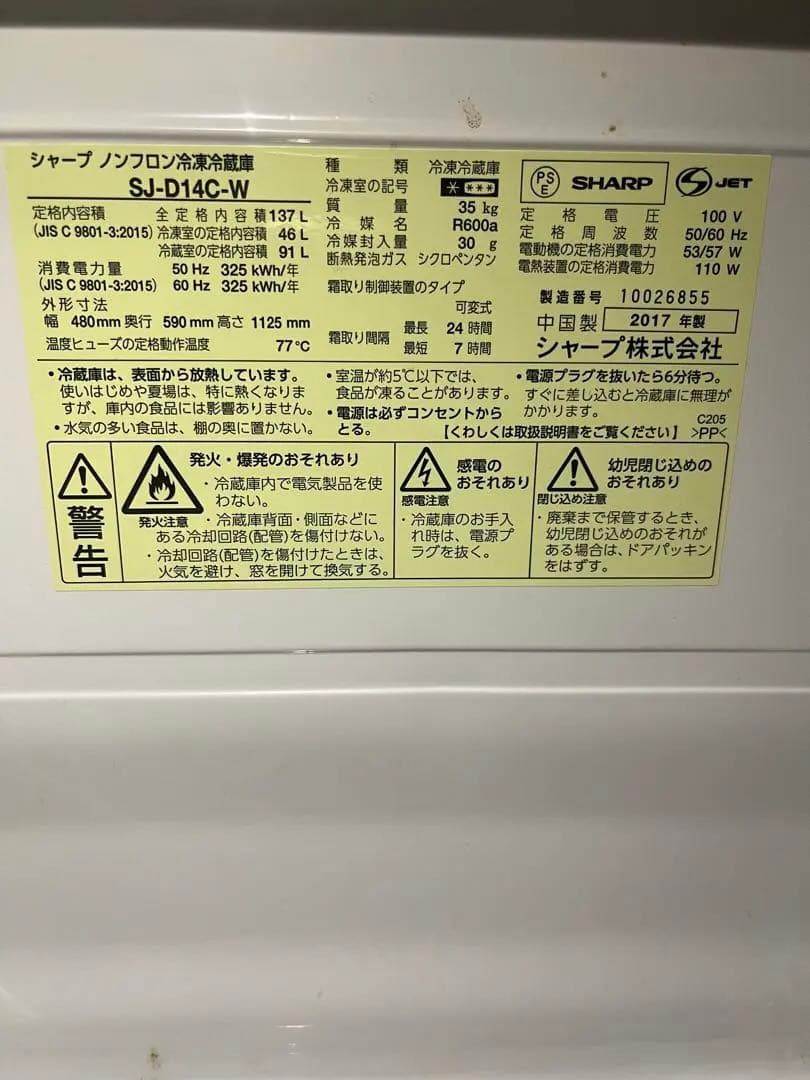 シャープ ノンフロン冷凍冷蔵庫
SJ-D14C-W
定格内容積 全定格内容積 137 L
(JIS C 9801-3:2015) 冷凍室の定格内容積 46 L
冷蔵室の定格内容積 91 L
消費電力量 50 Hz 325 kWh/年
(JIS C 9801-3:2015) 60 Hz 325 kWh/年
外形寸法
幅 480 mm 奥行 590 mm 高さ 1125 mm
温度ヒューズの定格動作温度 77℃
種類 冷凍冷蔵庫
冷凍室の記号 * ***
質量 35 kg
冷媒名 R600a
冷媒封入量 30 g
断熱発泡ガス シクロペンタン
霜取り制御装置のタイプ
可変式
霜取り間隔 最長 24 時間
最短 7 時間
PS E SHARP S JET
定格電圧 100 V
定格周波数 50/60 Hz
電動機の定格消費電力 53/57 W
電熱装置の定格消費電力 110 W
製造番号 10026855
中国製 2017 年製
シャープ株式会社
・冷蔵庫は、表面から放熱しています。
使いはじめや夏場は、特に熱くなりま
すが、庫内の食品には影響ありません。
・水気の多い食品は、棚の奥に置かない。
・室温が約5℃以下では、
食品が凍ることがあります。
・電源は必ずコンセントから
とる。
・電源プラグを抜いたら6分待つ。
すぐに差し込むと冷蔵庫に無理が
かかります。
C205
【くわしくは取扱説明書をご覧ください】 >PP<
警告
発火・爆発のおそれあり
発火注意
・冷蔵庫内で電気製品を使
わない。
・冷蔵庫背面・側面などに
ある冷却回路(配管)を傷付けない。
・冷却回路(配管)を傷付けたときは、
火気を避け、窓を開けて換気する。
感電の
おそれあり
感電注意
・冷蔵庫のお手入
れ時は、電源プ
ラグを抜く。
幼児閉じ込めの
おそれあり
閉じ込め注意
・廃棄まで保管するとき、
幼児閉じ込めのおそれが
ある場合は、ドアパッキン
をはずす。